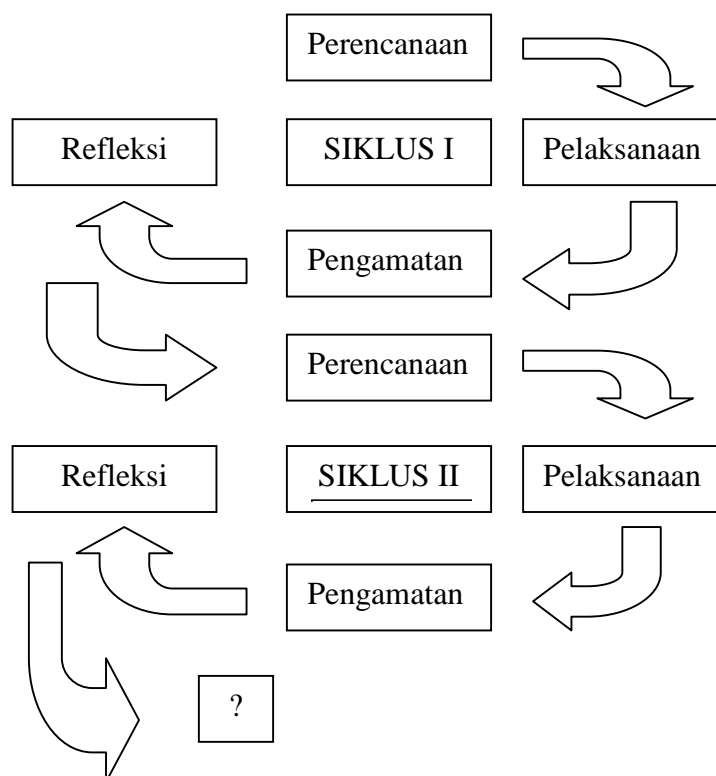 Perencanaan
Refleksi
SIKLUS I
Pelaksanaan
Pengamatan
Perencanaan
Refleksi
SIKLUS II
Pelaksanaan
Pengamatan
?